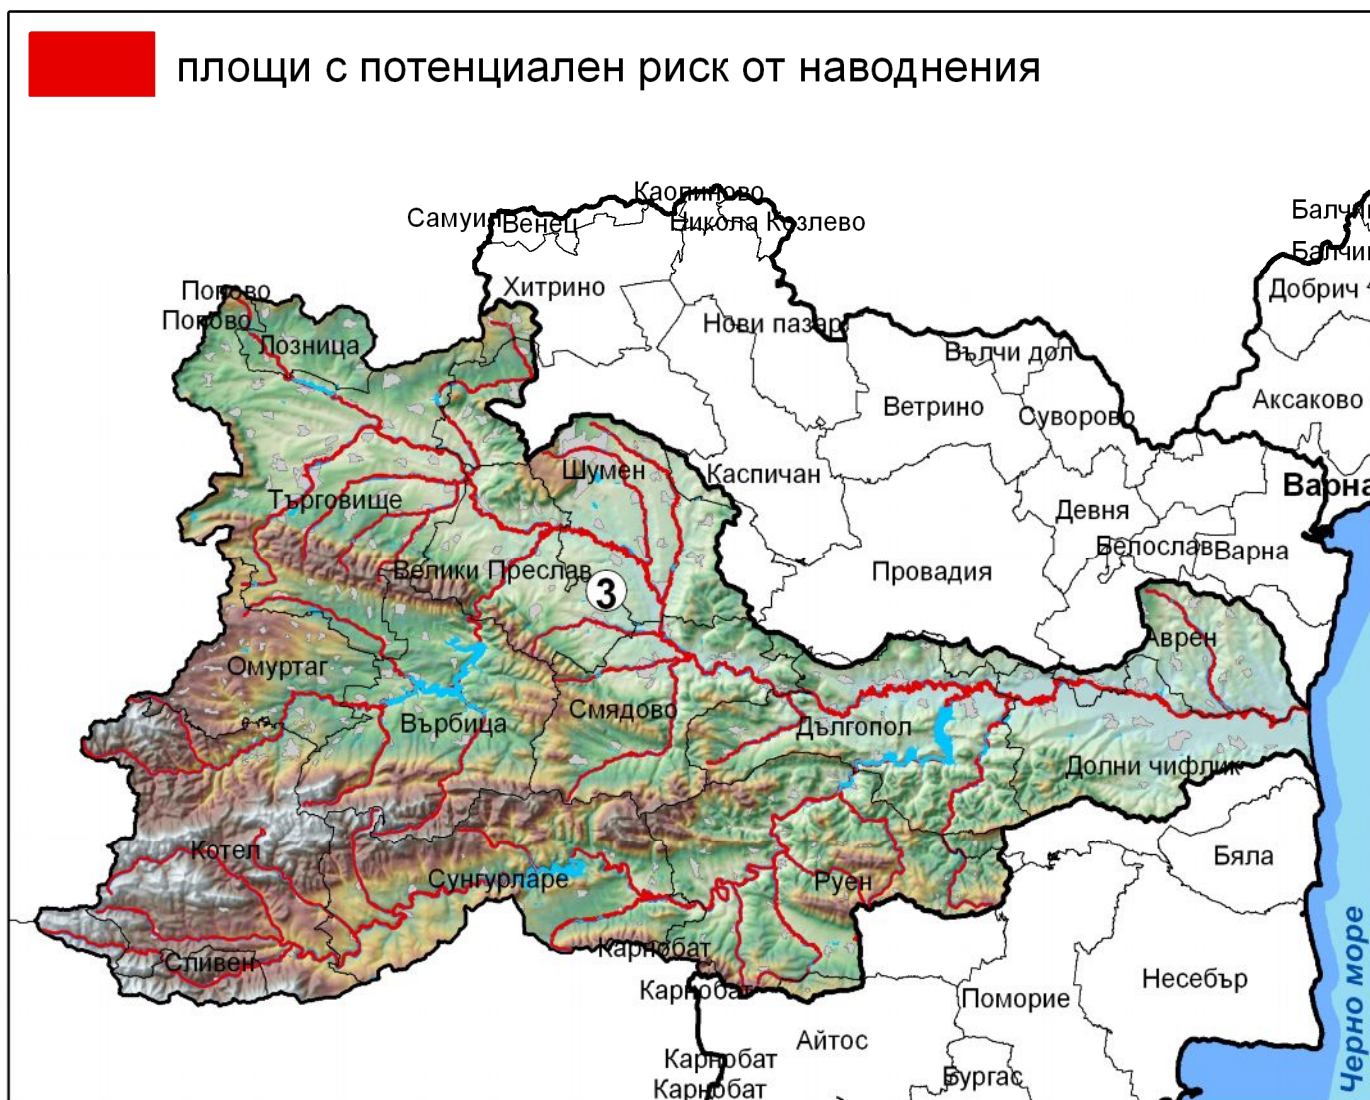 площи с потенциален риск от наводнения
Каолиново
Самуил
Венец
Никола Козлево
Балчик
Балчик
Хитрино
Попово
Добрич
Попово
Нови пазар
Лозница
Вълчи дол
Аксаково
Ветрино
Суворово
Шумен
Каспичан
Варна
Търговище
Девня
Белослав
Варна
Велики Преслав
Провадия
3
Аврен
Омуртаг
Смядово
Върбица
Дългопол
Долни чифлик
Котел
Бяла
Сунгурларе
Руен
Карнобат
Сливен
Несебър
Карнобат
Поморие
Черно море
Айтос
Карнобат
Бургас
Карнобат